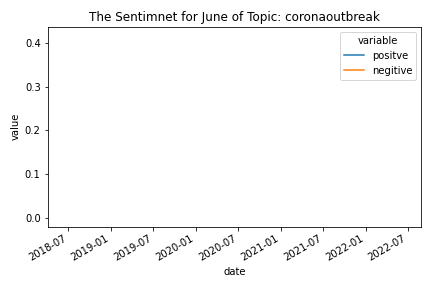 The Sentimnet for June of Topic: coronaoutbreak
variable
positve
negitive
value
0.4
0.3
0.2
0.1
0.0
2018-07
2019-01
2019-07
2020-01
2020-07
2021-01
2021-07
2022-01
2022-07
date